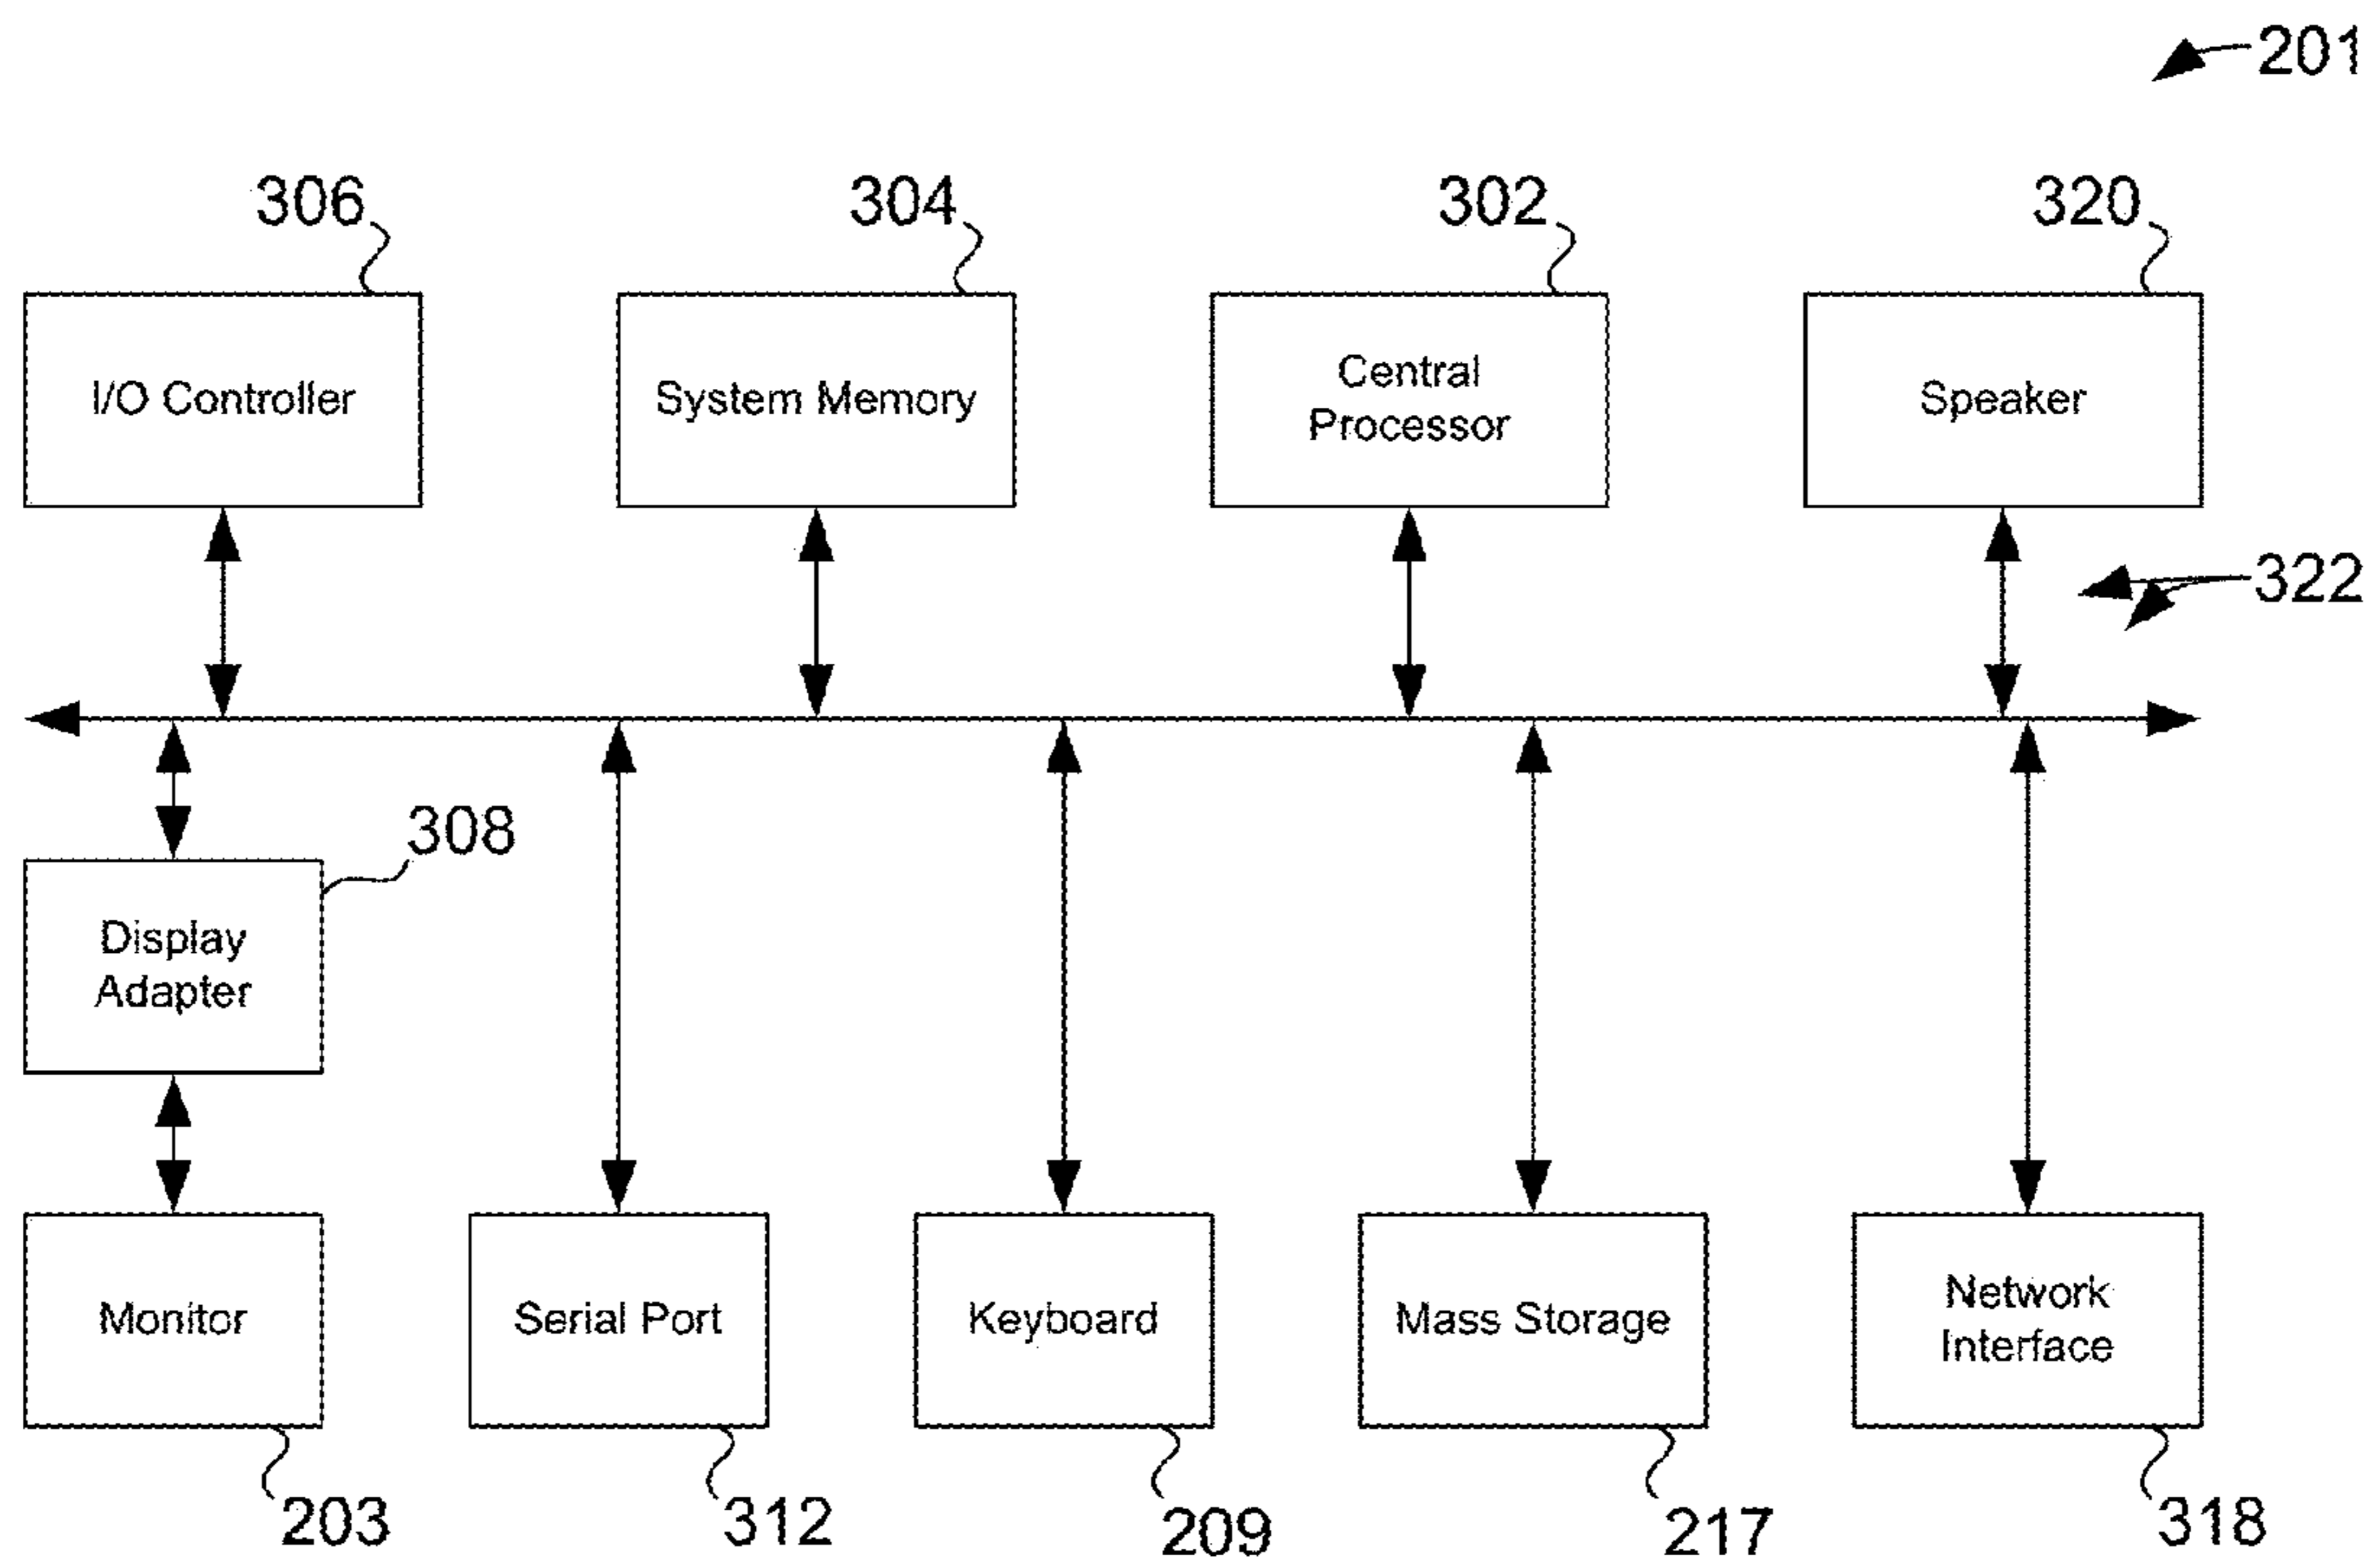 201
306
304
302
320
I/O Controller
System Memory
Central
Processor
Speaker
322
308
Display
Adapter
Monitor
Serial Port
Keyboard
Mass Storage
Network
Interface
203
312
209
217
318